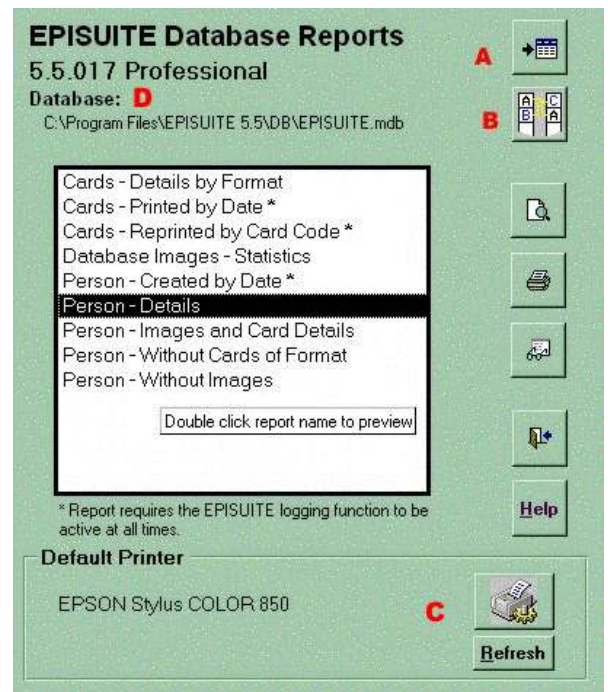 EPISUITE Database Reports
5.5.017 Professional
A
Database: D
C:\Program Files\EPISUITE 5.5\DB\EPISUITE.mdb
B
A
B
C
A
Cards - Details by Format
Cards - Printed by Date *
Cards - Reprinted by Card Code *
Database Images - Statistics
Person - Created by Date *
Person - Details
Person - Images and Card Details
Person - Without Cards of Format
Person - Without Images
Double click report name to preview
* Report requires the EPISUITE logging function to be
active at all times.
Help
Default Printer
EPSON Stylus COLOR 850
C
Refresh